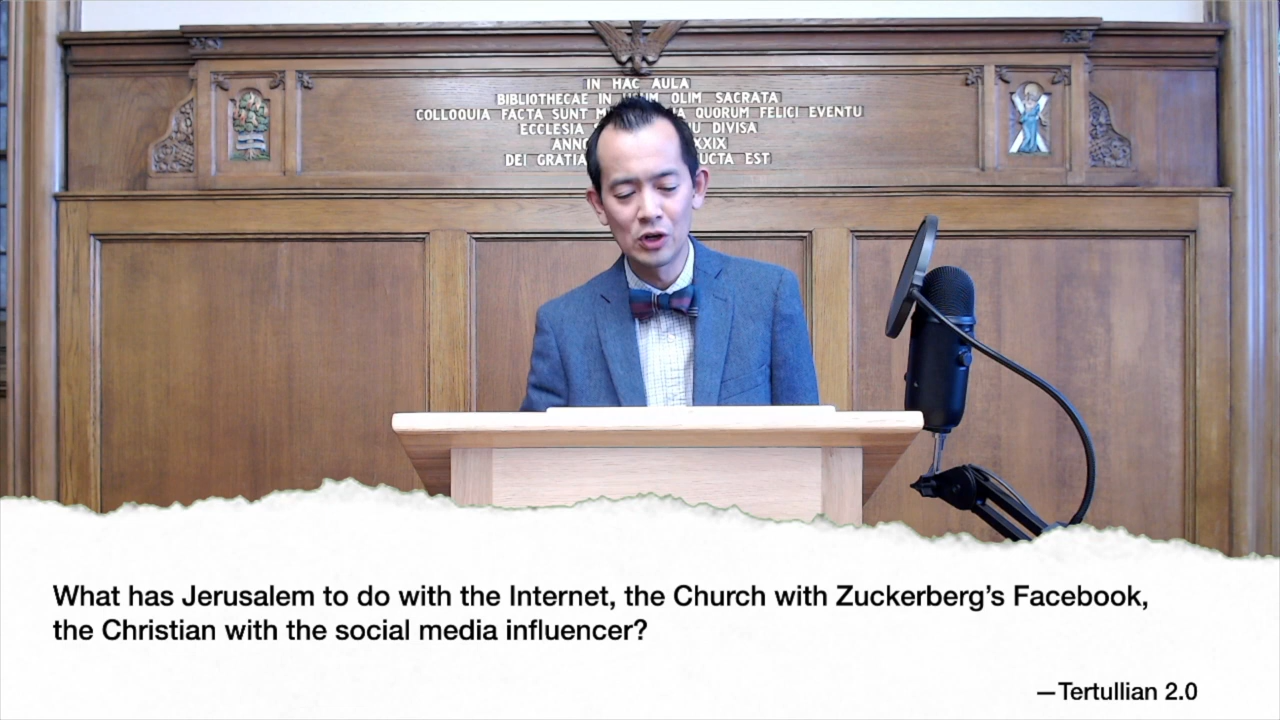 IN HAC AULA
BIBLIOTHECAE IN USUM OLIM SACRATA
COLLOQUIA FACTA SUNT QUORUM FELICI EVENTU
ECCLESIA DIVISA
DEI EST
What has Jerusalem to do with the Internet, the Church with Zuckerberg’s Facebook,
the Christian with the social media influencer?
—Tertullian 2.0